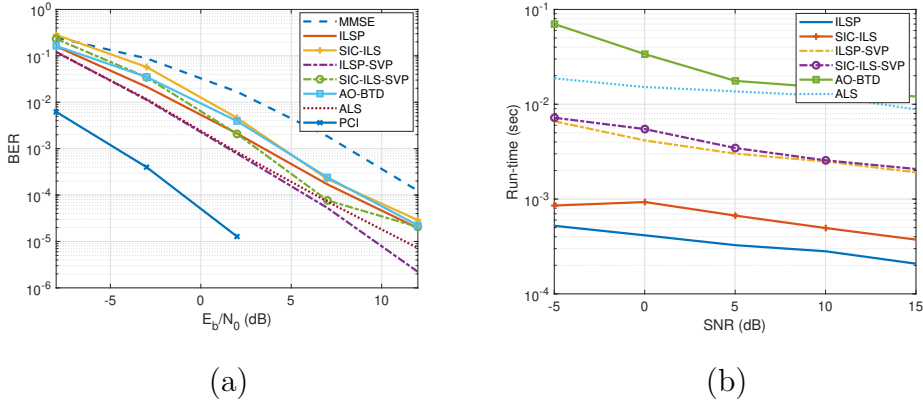 10^0
10^-1
10^-2
10^-3
10^-4
10^-5
10^-6
BER
-5
0
5
10
E_b/N_0 (dB)
MMSE
ILSP
SIC-ILS
ILSP-SVP
SIC-ILS-SVP
AO-BTD
ALS
PCI
(a)
10^-1
10^-2
10^-3
10^-4
Run-time (sec)
-5
0
5
10
15
SNR (dB)
ILSP
SIC-ILS
ILSP-SVP
SIC-ILS-SVP
AO-BTD
ALS
(b)